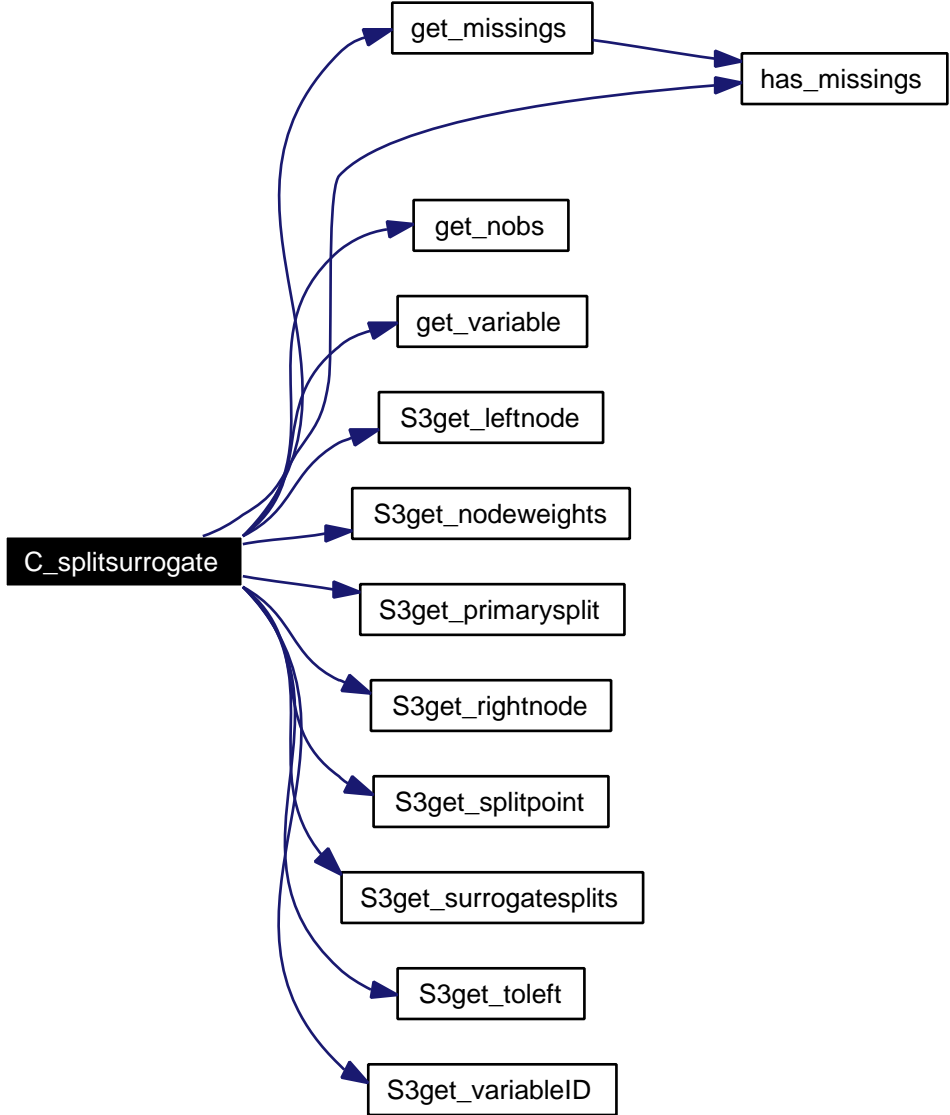 get_missings
has_missings
get_nobs
get_variable
S3get_leftnode
S3get_nodeweights
C_splitsurrogate
S3get_primarysplit
S3get_rightnode
S3get_splitpoint
S3get_surrogatesplits
S3get_toleft
S3get_variableID